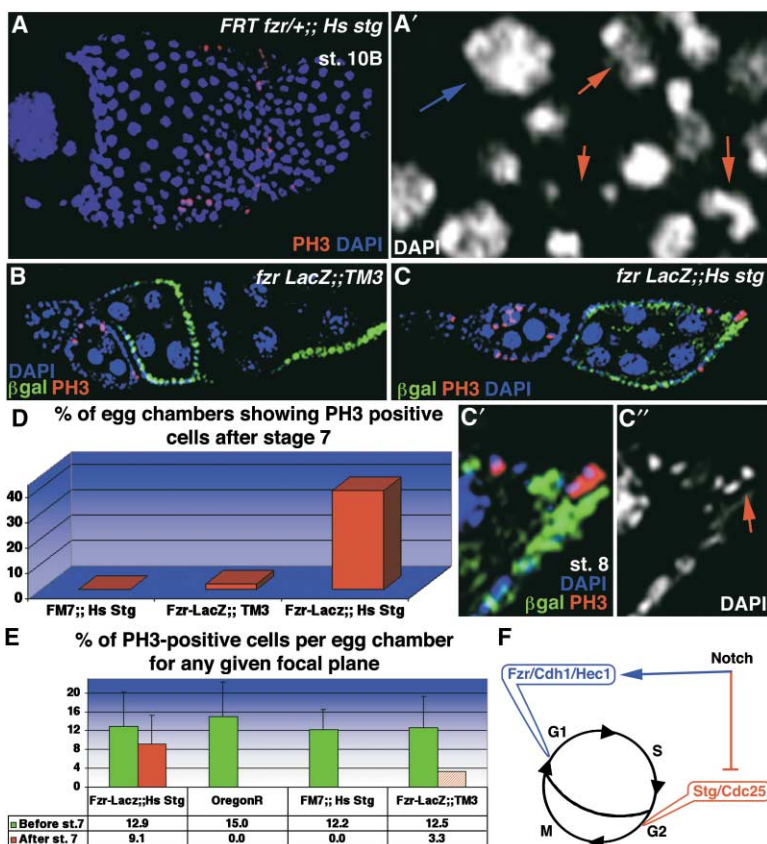 A
FRT fzr/+;; Hs stg
st. 10B
PH3 DAPI
A′
DAPI
B
fzr LacZ;;TM3
DAPI
βgal PH3
C
fzr LacZ;;Hs stg
βgal PH3 DAPI
D
% of egg chambers showing PH3 positive
cells after stage 7
40
30
20
10
0
FM7;; Hs Stg
Fzr-LacZ;; TM3
Fzr-Lacz;; Hs Stg
C′
st. 8
DAPI
βgal PH3
C″
DAPI
E
% of PH3-positive cells per egg chamber
for any given focal plane
20
16
12
8
4
0
Fzr-Lacz;;Hs Stg OregonR FM7;; Hs Stg Fzr-LacZ;;TM3
Before st.7 12.9 15.0 12.2 12.5
After st. 7 9.1 0.0 0.0 3.3
F
Notch
Fzr/Cdh1/Hec1
G1
S
Stg/Cdc25
M
G2